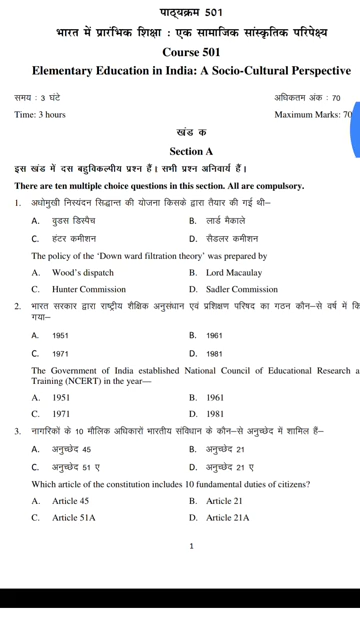 पाठ्यक्रम 501
भारत में प्रारंभिक शिक्षा : एक सामाजिक सांस्कृतिक परिपेक्ष्य
Course 501
Elementary Education in India: A Socio-Cultural Perspective
समय : 3 घंटे अधिकतम अंक : 70
Time: 3 hours Maximum Marks: 70
खंड क
Section A
इस खंड में दस बहुविकल्पीय प्रश्न हैं। सभी प्रश्न अनिवार्य हैं।
There are ten multiple choice questions in this section. All are compulsory.
1. अधोमुखी निस्यंदन सिद्धान्त की योजना किसके द्वारा तैयार की गई थी–
A. वुडस डिस्पैच B. लार्ड मैकाले
C. हंटर कमीशन D. सैडलर कमीशन
The policy of the ‘Down ward filtration theory’ was prepared by
A. Wood’s dispatch B. Lord Macaulay
C. Hunter Commission D. Sadler Commission
2. भारत सरकार द्वारा राष्ट्रीय शैक्षिक अनुसंधान एवं प्रशिक्षण परिषद का गठन कौन–से वर्ष में कि
गया–
A. 1951 B. 1961
C. 1971 D. 1981
The Government of India established National Council of Educational Research a
Training (NCERT) in the year—
A. 1951 B. 1961
C. 1971 D. 1981
3. नागरिकों के 10 मौलिक अधिकारों भारतीय संविधान के कौन–से अनुच्छेद में शामिल हैं–
A. अनुच्छेद 45 B. अनुच्छेद 21
C. अनुच्छेद 51 ए D. अनुच्छेद 21 ए
Which article of the constitution includes 10 fundamental duties of citizens?
A. Article 45 B. Article 21
C. Article 51A D. Article 21A
1